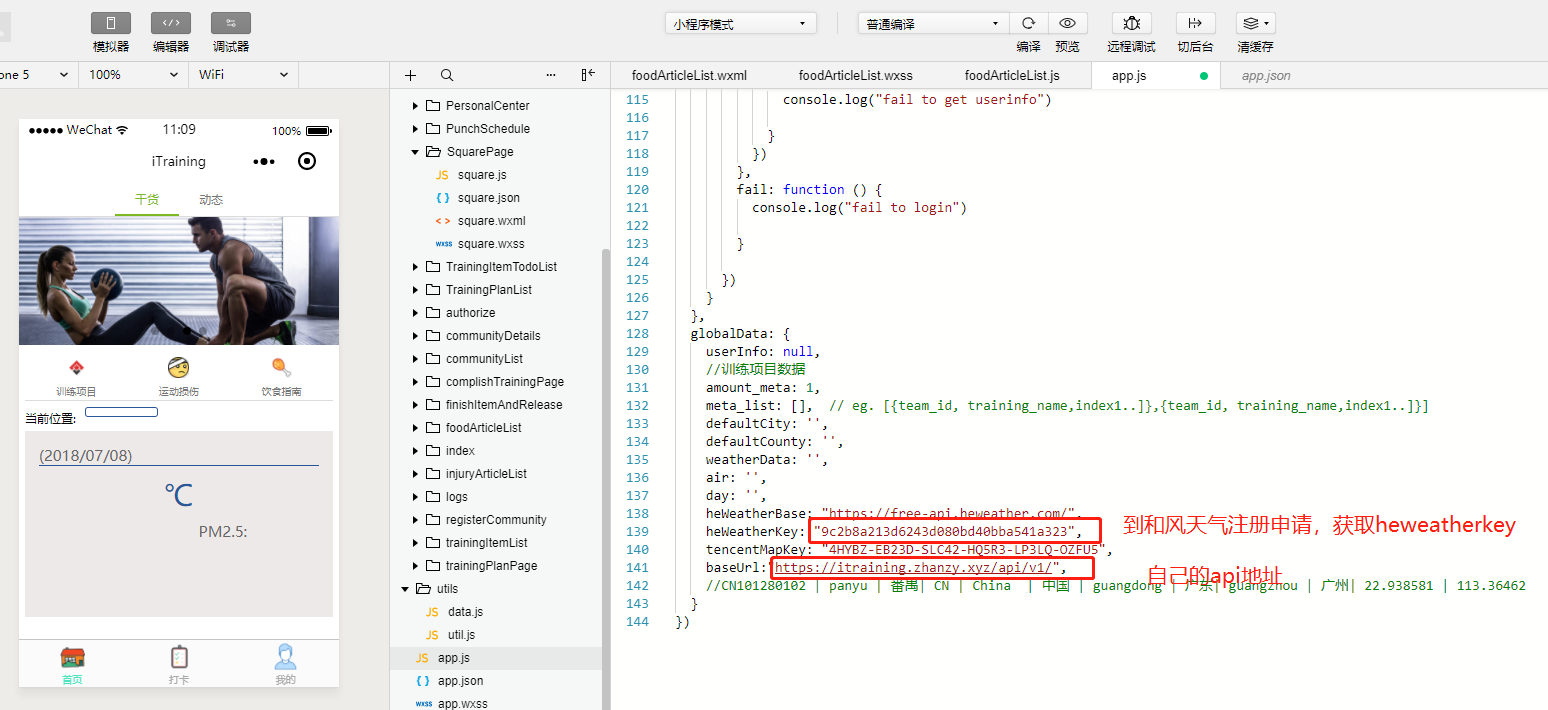 小程序模式
普通编译
模拟器
编辑器
调试器
编译
预览
远程调试
切后台
清缓存
one 5
100%
WiFi
WeChat
11:09
100%
iTraining
干货
动态
训练项目
运动损伤
饮食指南
当前位置:
(2018/07/08)
℃
PM2.5:
首页
打卡
我的
PersonalCenter
PunchSchedule
SquarePage
JS square.js
{ } square.json
< > square.wxml
wxss square.wxss
TrainingItemTodoList
TrainingPlanList
authorize
communityDetails
communityList
complishTrainingPage
finishItemAndRelease
foodArticleList
index
injuryArticleList
logs
registerCommunity
trainingItemList
trainingPlanPage
utils
JS data.js
JS util.js
JS app.js
{ } app.json
wxss app.wxss
foodArticleList.wxml
foodArticleList.wxss
foodArticleList.js
app.js
app.json
115 console.log("fail to get userinfo")
116
117 }
118 })
119 },
120 fail: function () {
121 console.log("fail to login")
122
123 }
124
125 })
126 }
127 },
128 globalData: {
129 userInfo: null,
130 //训练项目数据
131 amount_meta: 1,
132 meta_list: [], // eg. [{team_id, training_name,index1..]},{team_id, training_name,index1..]}]
133 defaultCity: '',
134 defaultCounty: '',
135 weatherData: '',
136 air: '',
137 day: '',
138 heWeatherBase: "https://free-api.heweather.com/",
139 heWeatherKey: "9c2b8a213d6243d080bd40bba541a323",
到和风天气注册申请，获取heweatherkey
140 tencentMapKey: "4HYBZ-EB23D-SLC42-HQ5R3-LP3LQ-OZFU5",
141 baseUrl:"https://itraining.zhanzy.xyz/api/v1/",
自己的api地址
142 //CN101280102 | panyu | 番禺| CN | China | 中国 | guangdong | 广东| guangzhou | 广州| 22.938581 | 113.36462
143 }
144 })